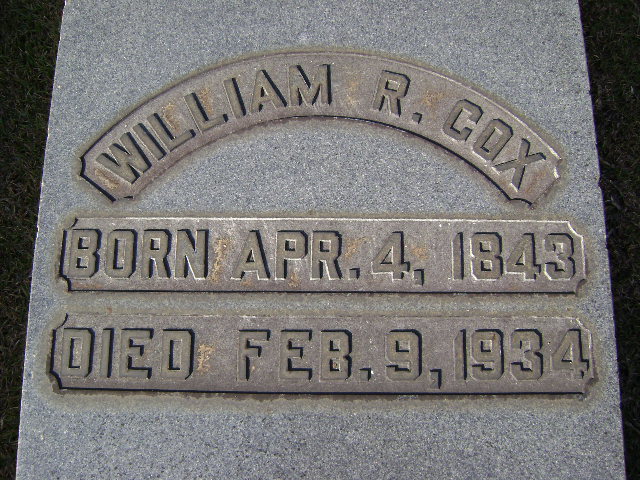 WILLIAM R. COX
BORN APR. 4, 1843
DIED FEB. 9, 1934